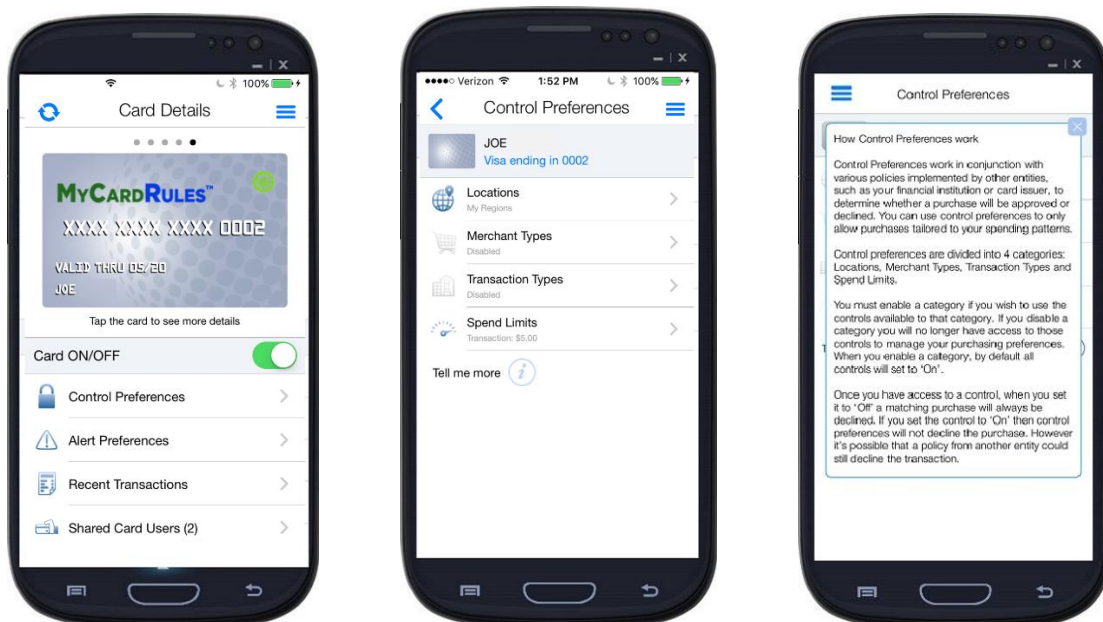 100%
Card Details
MYCARDRULES™
XXXX XXXX XXXX 0002
VALID THRU 05/20
JOE
Tap the card to see more details
Card ON/OFF
Control Preferences
Alert Preferences
Recent Transactions
Shared Card Users (2)
Verizon 1:52 PM 100%
Control Preferences
JOE
Visa ending in 0002
Locations
My Regions
Merchant Types
Disabled
Transaction Types
Disabled
Spend Limits
Transaction: $5.00
Tell me more i
Control Preferences
How Control Preferences work
Control Preferences work in conjunction with
various policies implemented by other entities,
such as your financial institution or card issuer, to
determine whether a purchase will be approved or
declined. You can use control preferences to only
allow purchases tailored to your spending patterns.
Control preferences are divided into 4 categories:
Locations, Merchant Types, Transaction Types and
Spend Limits.
You must enable a category if you wish to use the
controls available to that category. If you disable a
category you will no longer have access to those
controls to manage your purchasing preferences.
When you enable a category, by default all
controls will set to 'On'.
Once you have access to a control, when you set
it to 'Off' a matching purchase will always be
declined. If you set the control to 'On' then control
preferences will not decline the purchase. However
it's possible that a policy from another entity could
still decline the transaction.